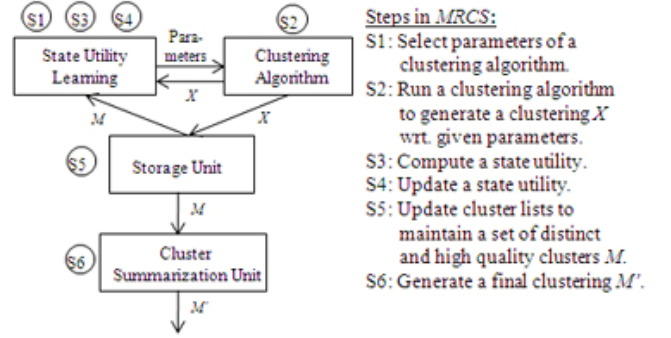 S1
S3
S4
S2
State Utility
Learning
Para-
meters
X
Clustering
Algorithm
M
X
S5
Storage Unit
M
S6
Cluster
Summarization Unit
M'
Steps in MRCS:
S1: Select parameters of a
clustering algorithm.
S2: Run a clustering algorithm
to generate a clustering X
wrt. given parameters.
S3: Compute a state utility.
S4: Update a state utility.
S5: Update cluster lists to
maintain a set of distinct
and high quality clusters M.
S6: Generate a final clustering M'.